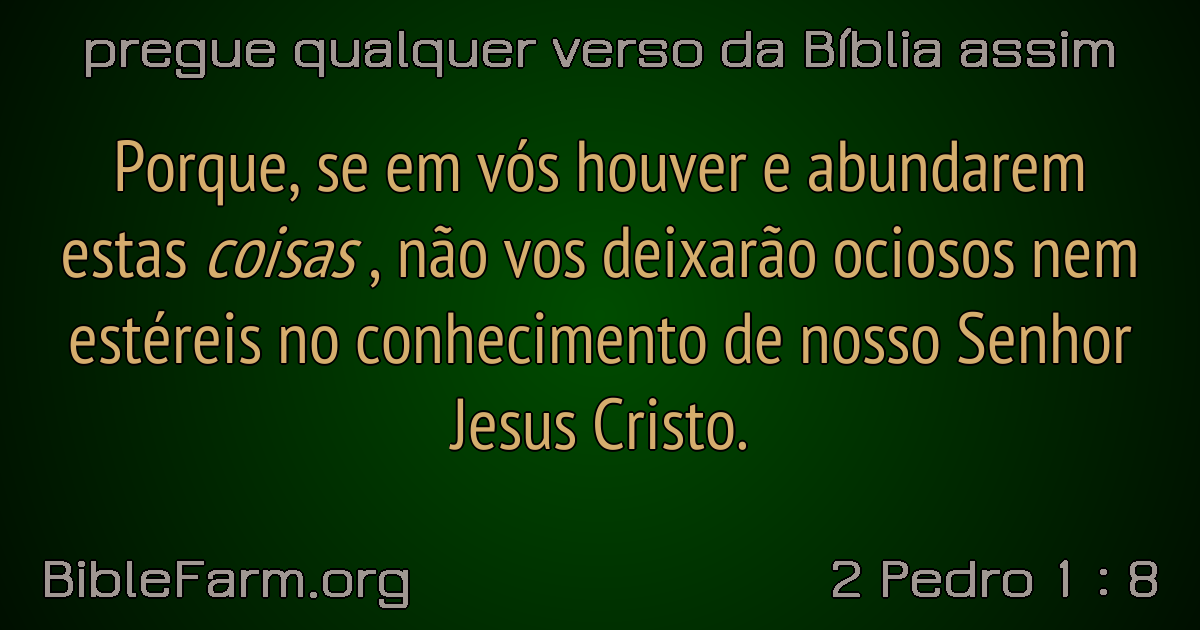 pregue qualquer verso da Bíblia assim
Porque, se em vós houver e abundarem
estas coisas , não vos deixarão ociosos nem
estéreis no conhecimento de nosso Senhor
Jesus Cristo.
BibleFarm.org
2 Pedro 1 : 8